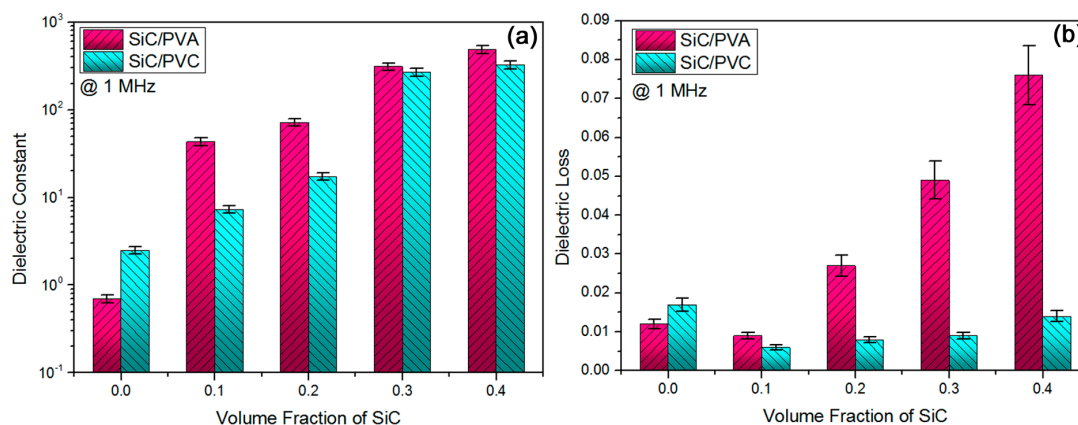 (a)
SiC/PVA
SiC/PVC
@ 1 MHz
Dielectric Constant
10³
10²
10¹
10⁰
10⁻¹
0.0 0.1 0.2 0.3 0.4
Volume Fraction of SiC
(b)
SiC/PVA
SiC/PVC
@ 1 MHz
Dielectric Loss
0.09
0.08
0.07
0.06
0.05
0.04
0.03
0.02
0.01
0.00
0.0 0.1 0.2 0.3 0.4
Volume Fraction of SiC